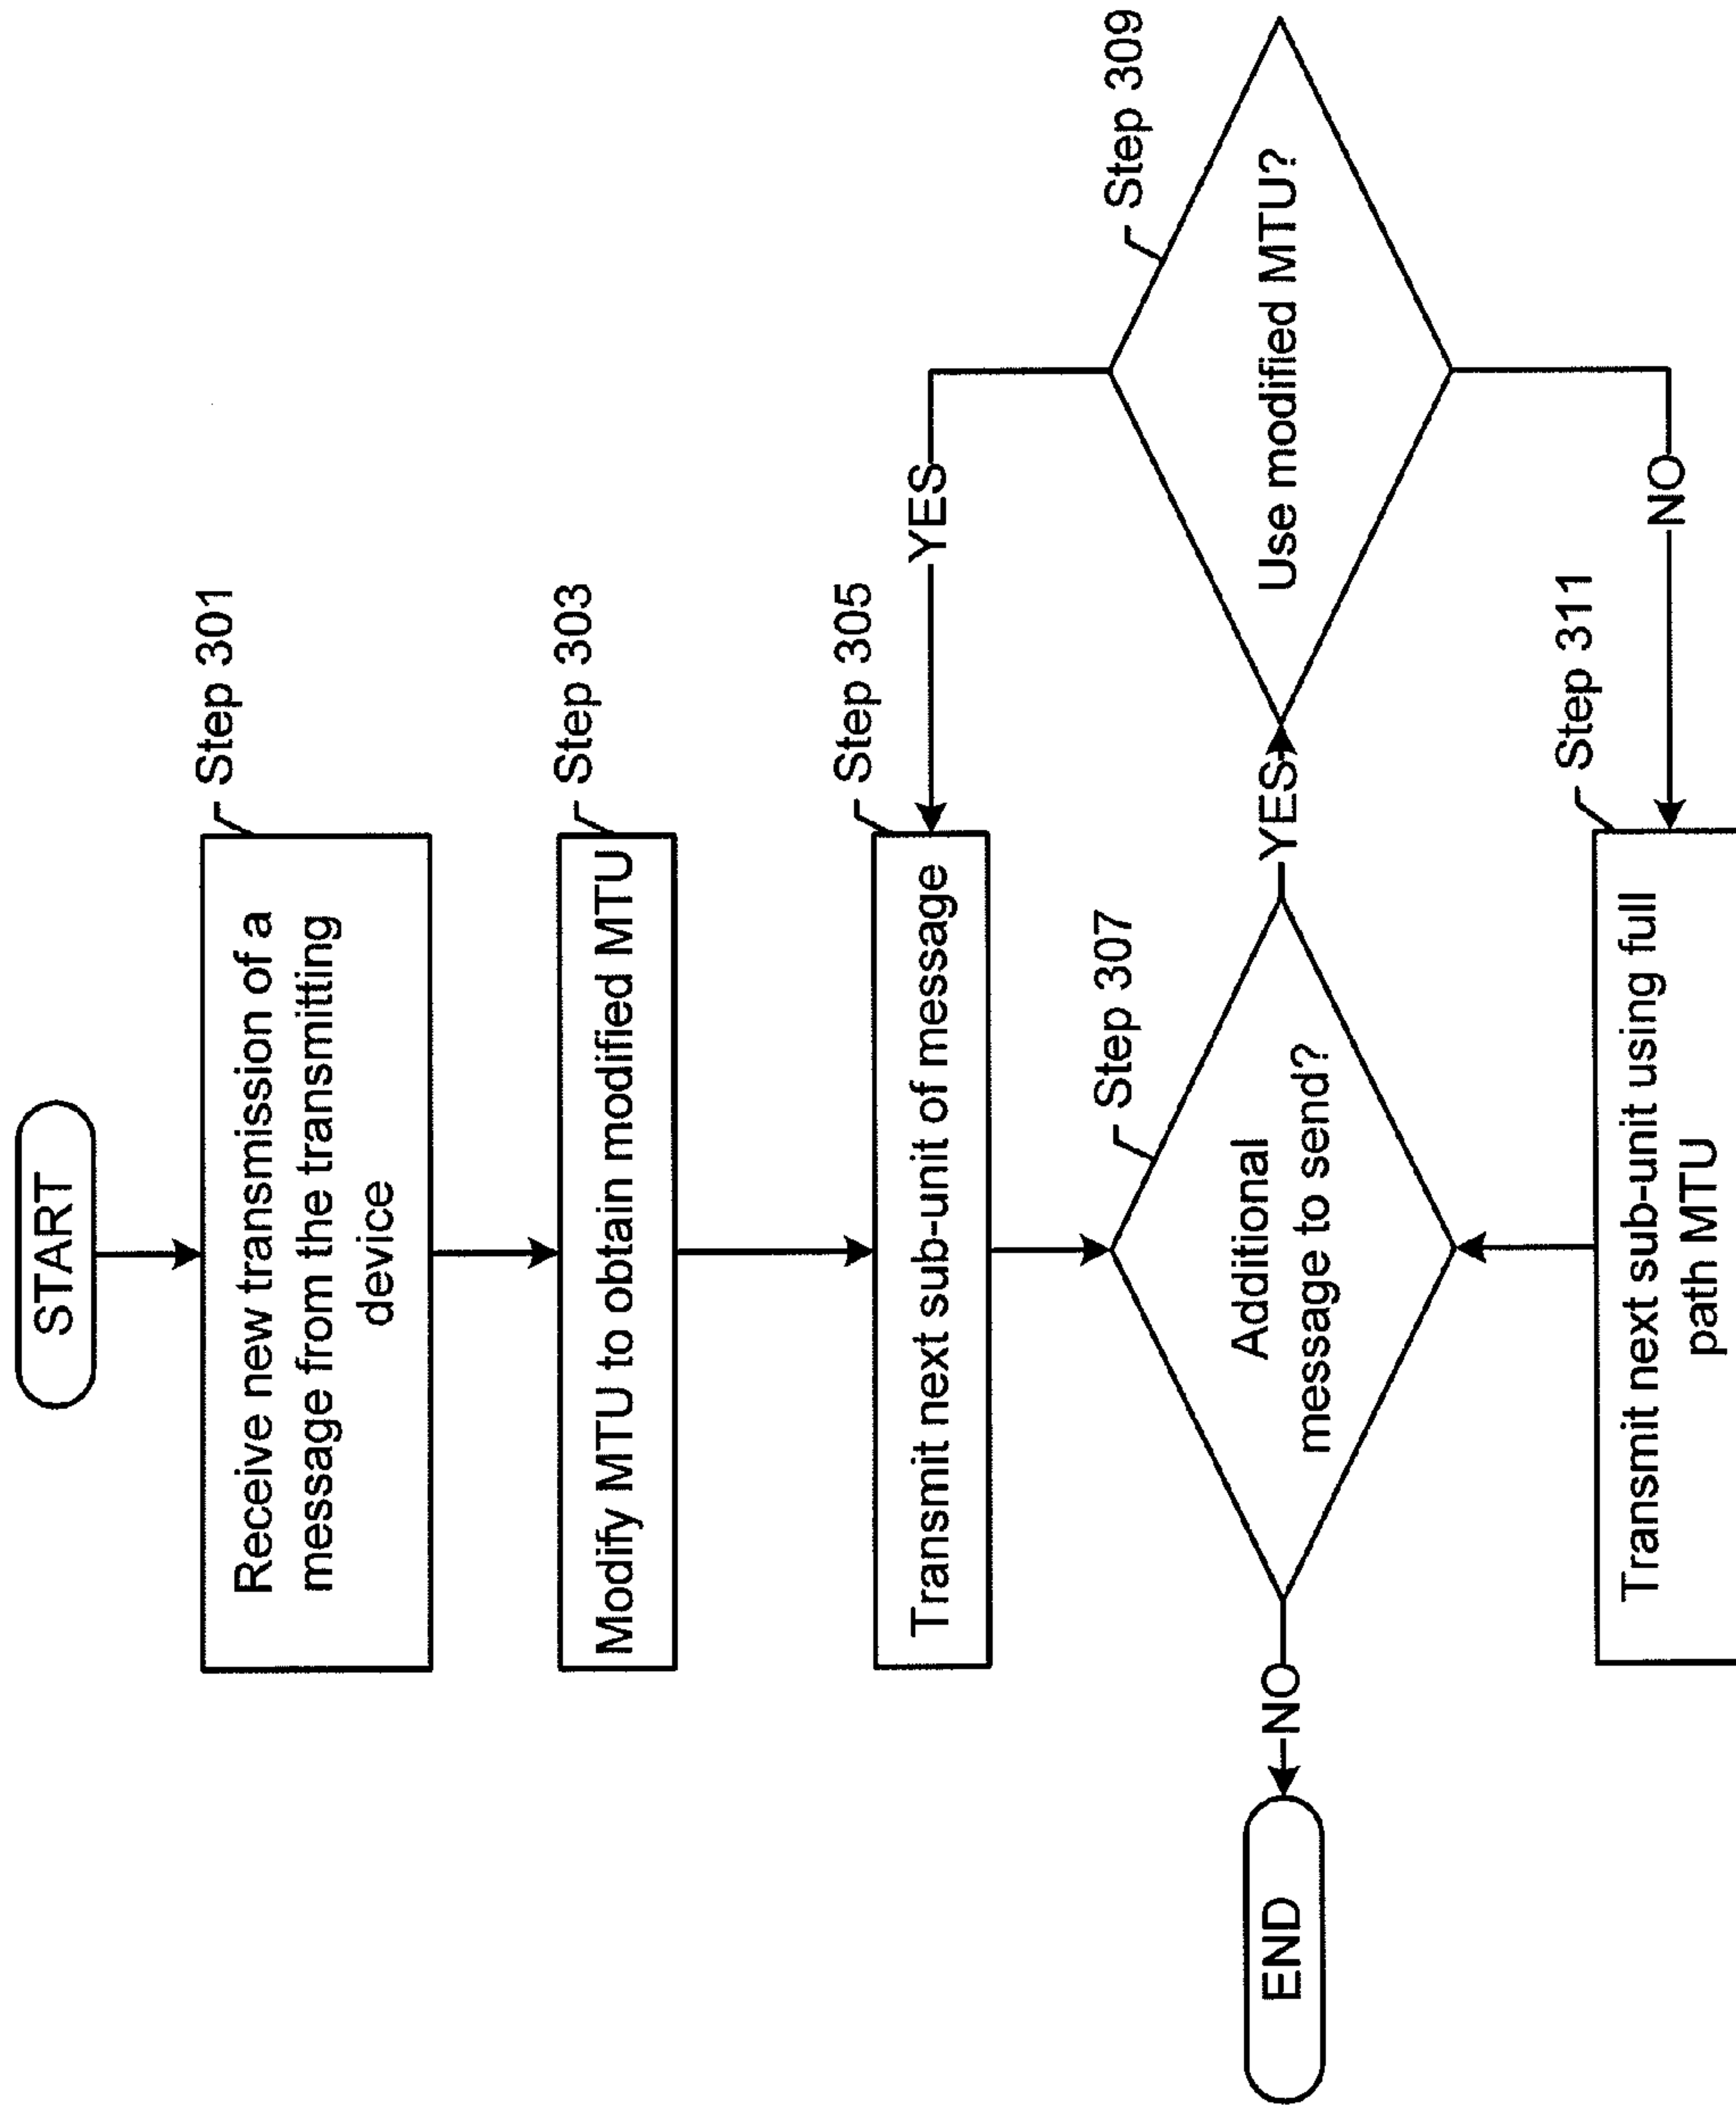 START
Step 301
Receive new transmission of a
message from the transmitting
device
Step 303
Modify MTU to obtain modified MTU
Step 305
Transmit next sub-unit of message
YES
Step 307
Additional
message to send?
NO
END
YES
Step 309
Use modified MTU?
NO
Step 311
Transmit next sub-unit using full
path MTU